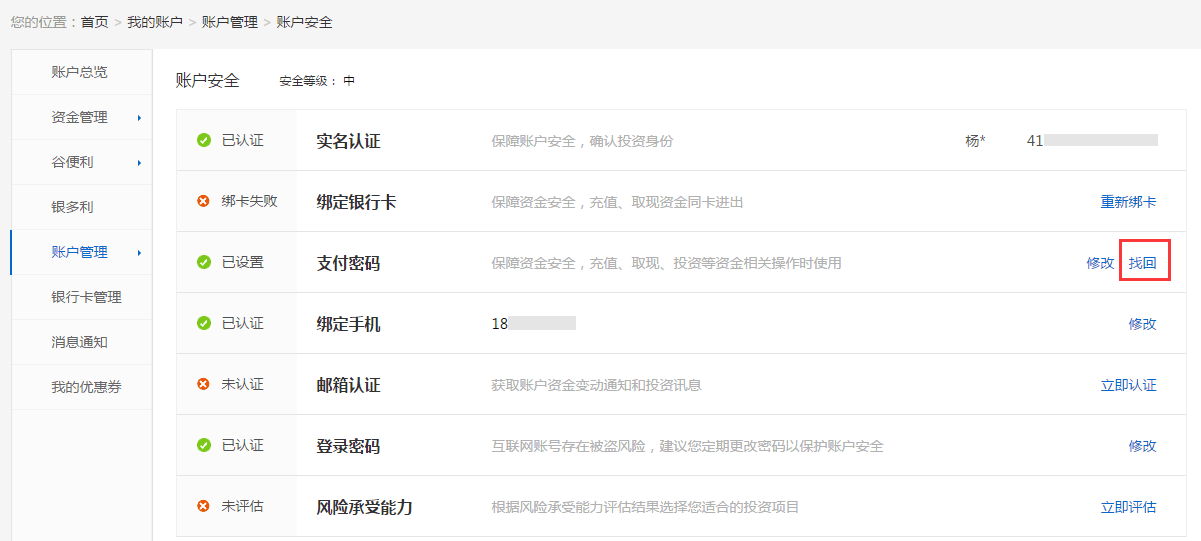 您的位置：首页 > 我的账户 > 账户管理 > 账户安全
账户总览
资金管理
谷便利
银多利
账户管理
银行卡管理
消息通知
我的优惠券
账户安全 安全等级： 中
已认证 实名认证 保障账户安全，确认投资身份 杨* 41
绑卡失败 绑定银行卡 保障资金安全，充值、取现资金同卡进出 重新绑卡
已设置 支付密码 保障资金安全，充值、取现、投资等资金相关操作时使用 修改 找回
已认证 绑定手机 18 修改
未认证 邮箱认证 获取账户资金变动通知和投资讯息 立即认证
已认证 登录密码 互联网账号存在被盗风险，建议您定期更改密码以保护账户安全 修改
未评估 风险承受能力 根据风险承受能力评估结果选择您适合的投资项目 立即评估